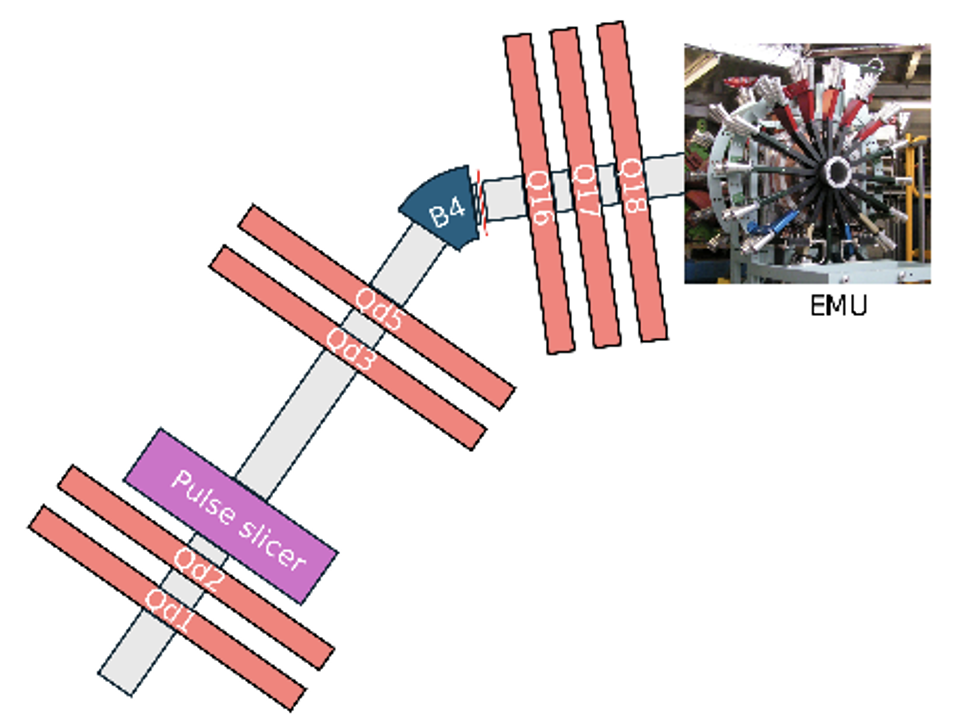 Q16
Q17
Q18
B4
EMU
Qd5
Qd3
Pulse slicer
Qd2
Qd1